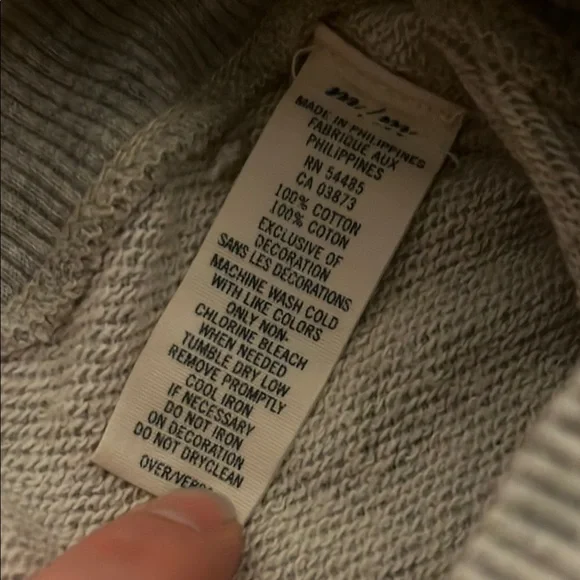 MADE IN PHILIPPINES
FABRIQUE AUX
PHILIPPINES
RN 54485
CA 03873
100% COTTON
100% COTON
EXCLUSIVE OF
DECORATION
SANS LES DECORATIONS
MACHINE WASH COLD
WITH LIKE COLORS
ONLY NON-
CHLORINE BLEACH
WHEN NEEDED
TUMBLE DRY LOW
REMOVE PROMPTLY
COOL IRON
IF NECESSARY
DO NOT IRON
ON DECORATION
DO NOT DRYCLEAN